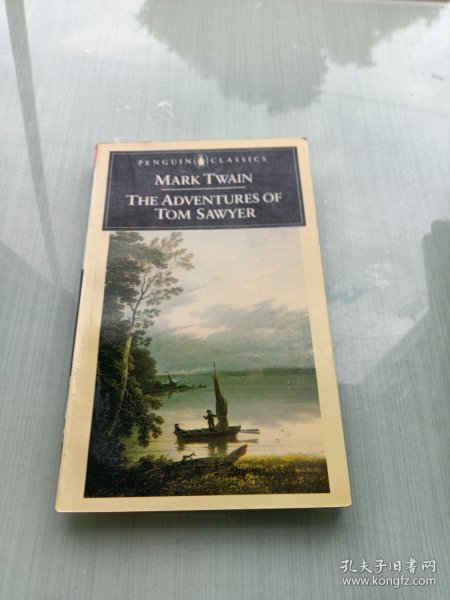 PENGUIN CLASSICS
MARK TWAIN
THE ADVENTURES OF
TOM SAWYER
孔夫子旧书网
www.kongfz.com